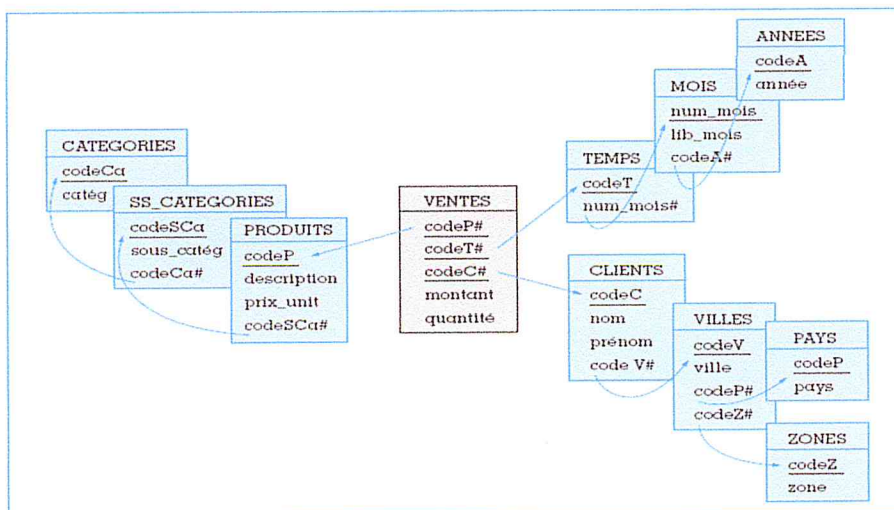 ANNEES
codeA
année
MOIS
num_mois
lib_mois
codeA#
TEMPS
codeT
num_mois#
CATEGORIES
codeCa
catég
SS_CATEGORIES
codeSCa
sous_catég
codeCa#
PRODUITS
codeP
description
prix_unit
codeSCa#
VENTES
codeP#
codeT#
codeC#
montant
quantité
CLIENTS
codeC
nom
prénom
code V#
VILLES
codeV
ville
codeP#
codeZ#
PAYS
codeP
pays
ZONES
codeZ
zone